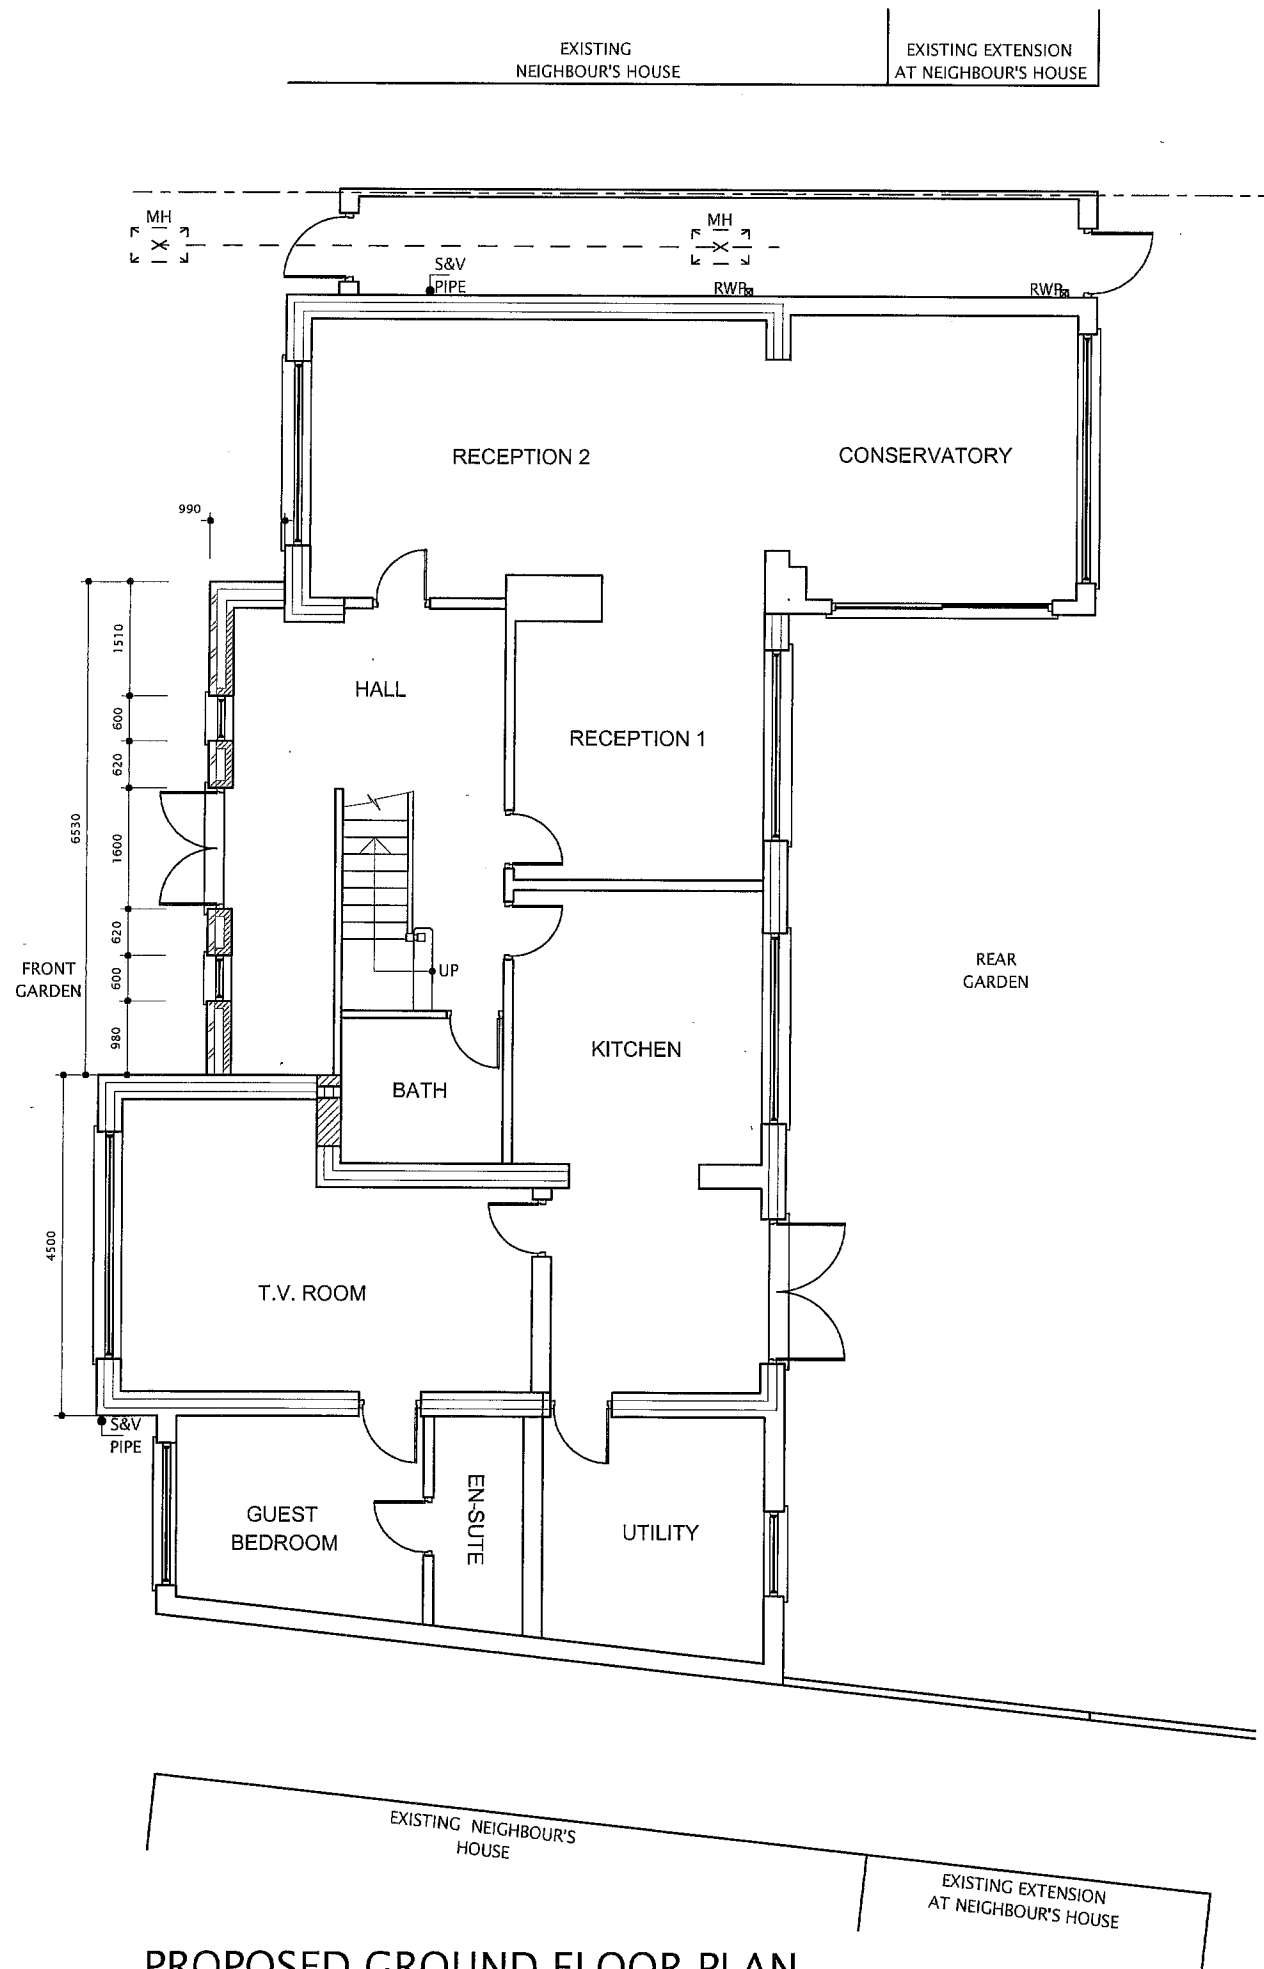 EXISTING
NEIGHBOUR'S HOUSE
EXISTING EXTENSION
AT NEIGHBOUR'S HOUSE
MH
MH
S&V
PIPE
RWP
RWP
RECEPTION 2
CONSERVATORY
990
1510
HALL
600
RECEPTION 1
620
6530
1600
620
FRONT
GARDEN
600
UP
REAR
GARDEN
980
KITCHEN
BATH
4500
T.V. ROOM
S&V
PIPE
GUEST
BEDROOM
EN-SUTE
UTILITY
EXISTING NEIGHBOUR'S
HOUSE
EXISTING EXTENSION
AT NEIGHBOUR'S HOUSE
PROPOSED GROUND FLOOR PLAN